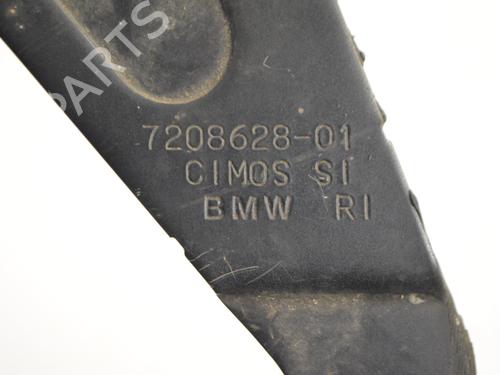 PARTS
7208628-01
CIMOS SI
BMW RI